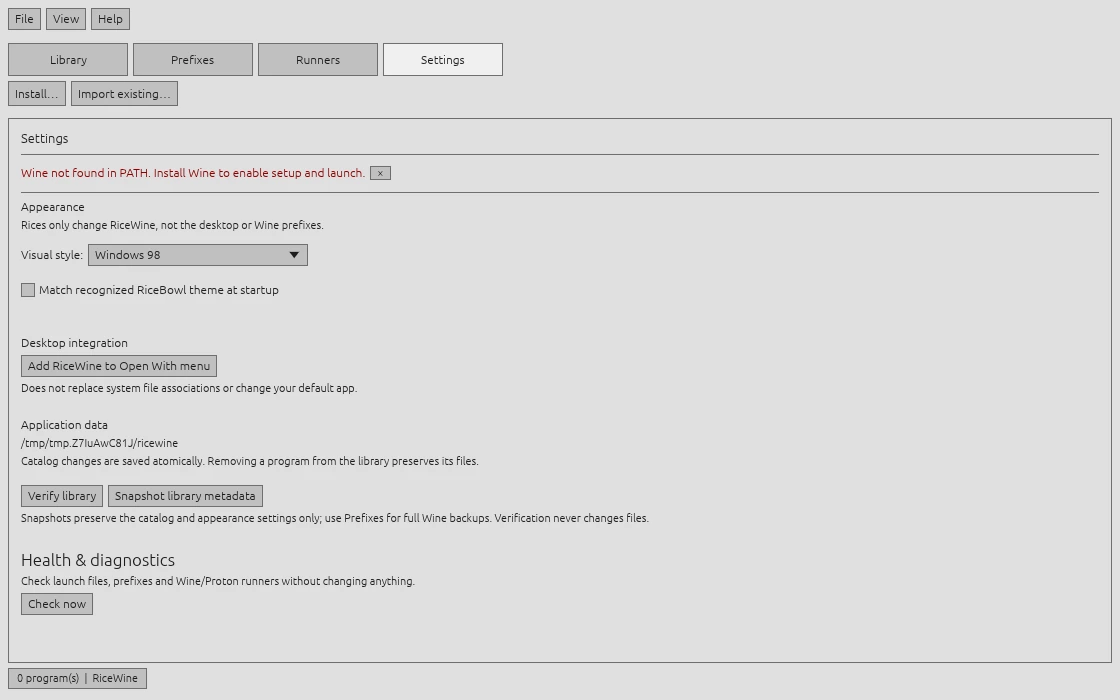 File View Help
Library Prefixes Runners Settings
Install... Import existing...
Settings
Wine not found in PATH. Install Wine to enable setup and launch. ×
Appearance
Rices only change RiceWine, not the desktop or Wine prefixes.
Visual style: Windows 98
Match recognized RiceBowl theme at startup
Desktop integration
Add RiceWine to Open With menu
Does not replace system file associations or change your default app.
Application data
/tmp/tmp.Z7IuAwC81J/ricewine
Catalog changes are saved atomically. Removing a program from the library preserves its files.
Verify library Snapshot library metadata
Snapshots preserve the catalog and appearance settings only; use Prefixes for full Wine backups. Verification never changes files.
Health & diagnostics
Check launch files, prefixes and Wine/Proton runners without changing anything.
Check now
0 program(s) | RiceWine